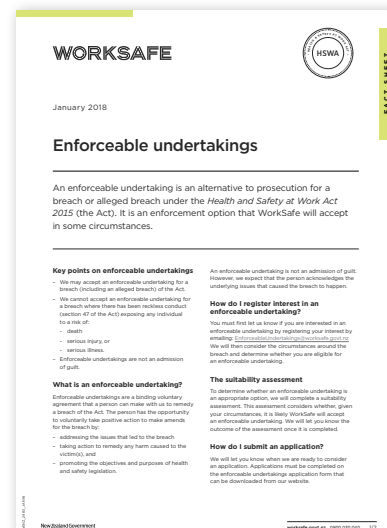 WORKSAFE
HSWA
FACT SHEET
January 2018
Enforceable undertakings
An enforceable undertaking is an alternative to prosecution for a
breach or alleged breach under the Health and Safety at Work Act
2015 (the Act). It is an enforcement option that WorkSafe will accept
in some circumstances.
Key points on enforceable undertakings
– We may accept an enforceable undertaking for a
breach (including an alleged breach) of the Act.
– We cannot accept an enforceable undertaking for
a breach where there has been reckless conduct
(section 47 of the Act) exposing any individual
to a risk of:
– death
– serious injury, or
– serious illness.
– Enforceable undertakings are not an admission
of guilt.
What is an enforceable undertaking?
Enforceable undertakings are a binding voluntary
agreement that a person can make with us to remedy
a breach of the Act. The person has the opportunity
to voluntarily take positive action to make amends
for the breach by:
– addressing the issues that led to the breach
– taking action to remedy any harm caused to the
victim(s), and
– promoting the objectives and purposes of health
and safety legislation.
An enforceable undertaking is not an admission of guilt.
However, we expect that the person acknowledges the
underlying issues that caused the breach to happen.
How do I register interest in an
enforceable undertaking?
You must first let us know if you are interested in an
enforceable undertaking by registering your interest by
emailing: EnforceableUndertakings@worksafe.govt.nz
We will then consider the circumstances around the
breach and determine whether you are eligible for
an enforceable undertaking.
The suitability assessment
To determine whether an enforceable undertaking is
an appropriate option, we will complete a suitability
assessment. This assessment considers whether, given
your circumstances, it is likely WorkSafe will accept
an enforceable undertaking. We will let you know the
outcome of the assessment once it is completed.
How do I submit an application?
We will let you know when we are ready to consider
an application. Applications must be completed on
the enforceable undertakings application form that
can be downloaded from our website.
New Zealand Government